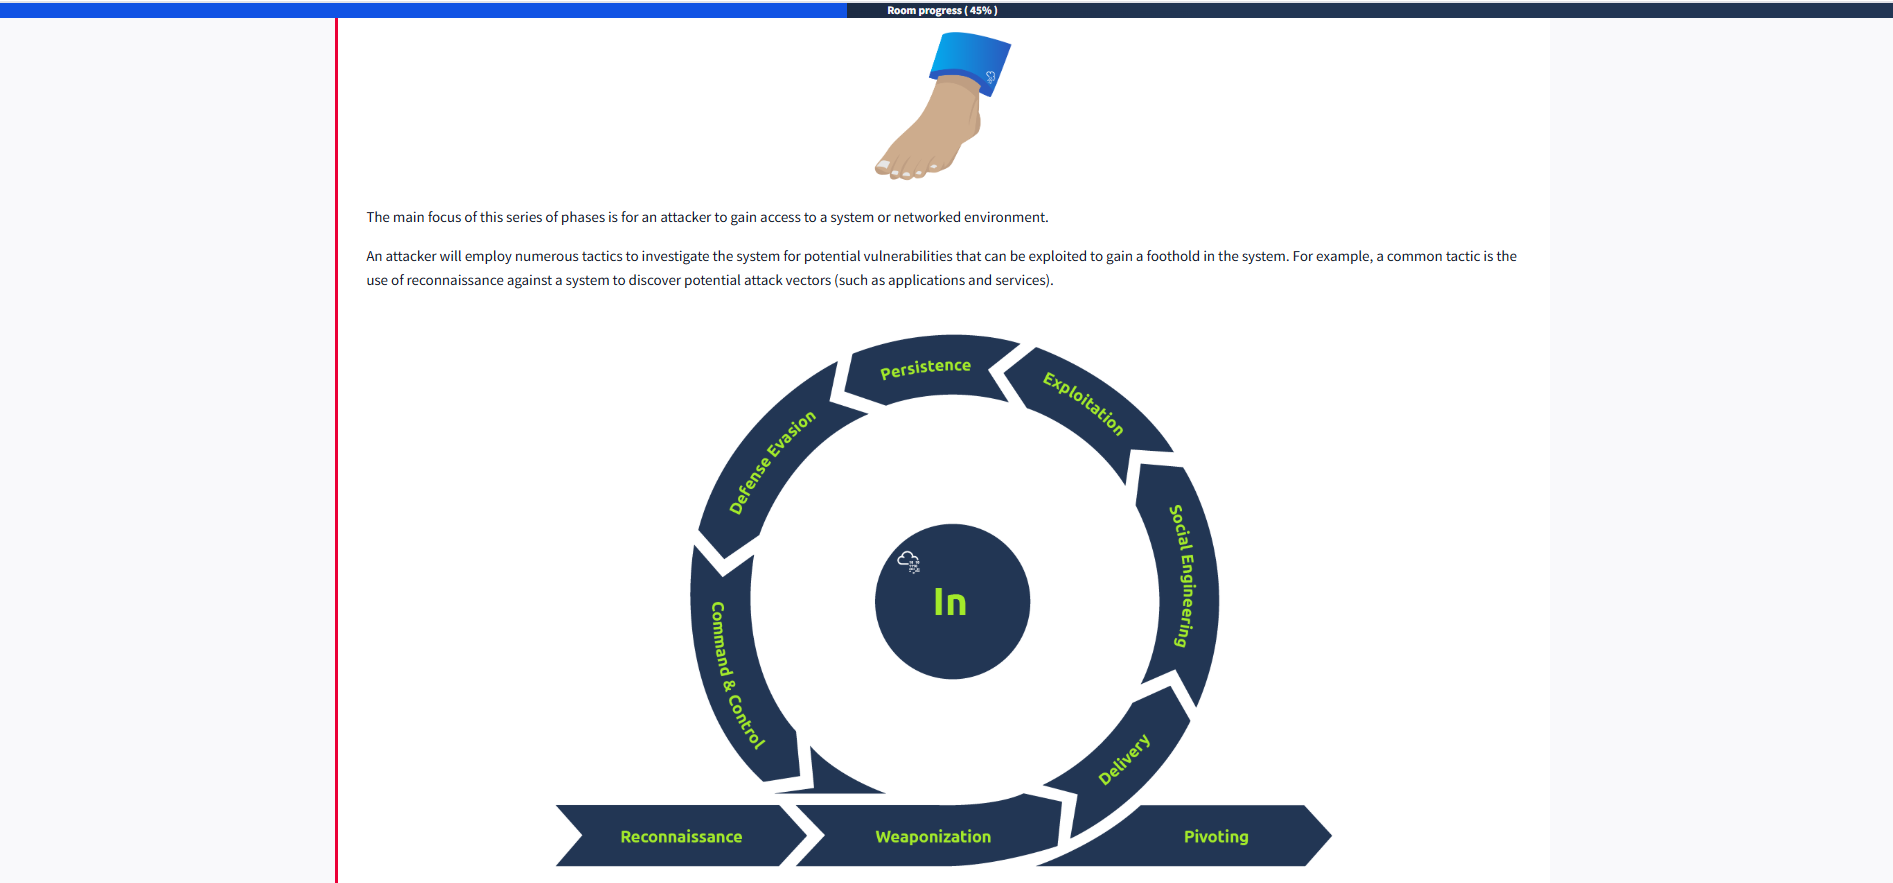 Room progress ( 45% )
The main focus of this series of phases is for an attacker to gain access to a system or networked environment.
An attacker will employ numerous tactics to investigate the system for potential vulnerabilities that can be exploited to gain a foothold in the system. For example, a common tactic is the
use of reconnaissance against a system to discover potential attack vectors (such as applications and services).
Persistence
Exploitation
Defense Evasion
Social Engineering
In
Command & Control
Delivery
Reconnaissance
Weaponization
Pivoting